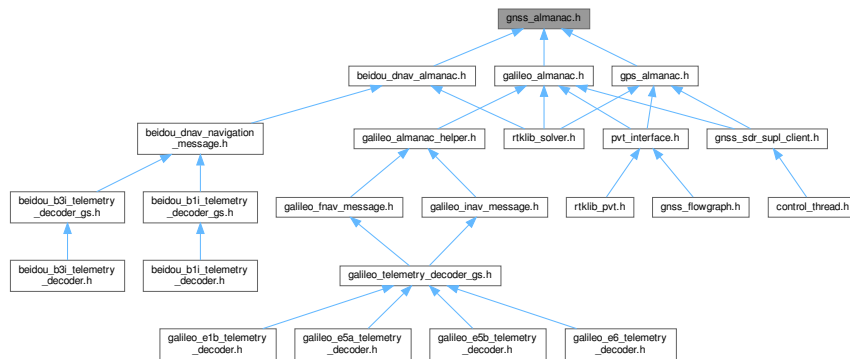 gnss_almanac.h
beidou_dnav_almanac.h
galileo_almanac.h
gps_almanac.h
beidou_dnav_navigation
_message.h
galileo_almanac_helper.h
rtklib_solver.h
pvt_interface.h
gnss_sdr_supl_client.h
beidou_b3i_telemetry
_decoder_gs.h
beidou_b1i_telemetry
_decoder_gs.h
galileo_fnav_message.h
galileo_inav_message.h
rtklib_pvt.h
gnss_flowgraph.h
control_thread.h
beidou_b3i_telemetry
_decoder.h
beidou_b1i_telemetry
_decoder.h
galileo_telemetry_decoder_gs.h
galileo_e1b_telemetry
_decoder.h
galileo_e5a_telemetry
_decoder.h
galileo_e5b_telemetry
_decoder.h
galileo_e6_telemetry
_decoder.h